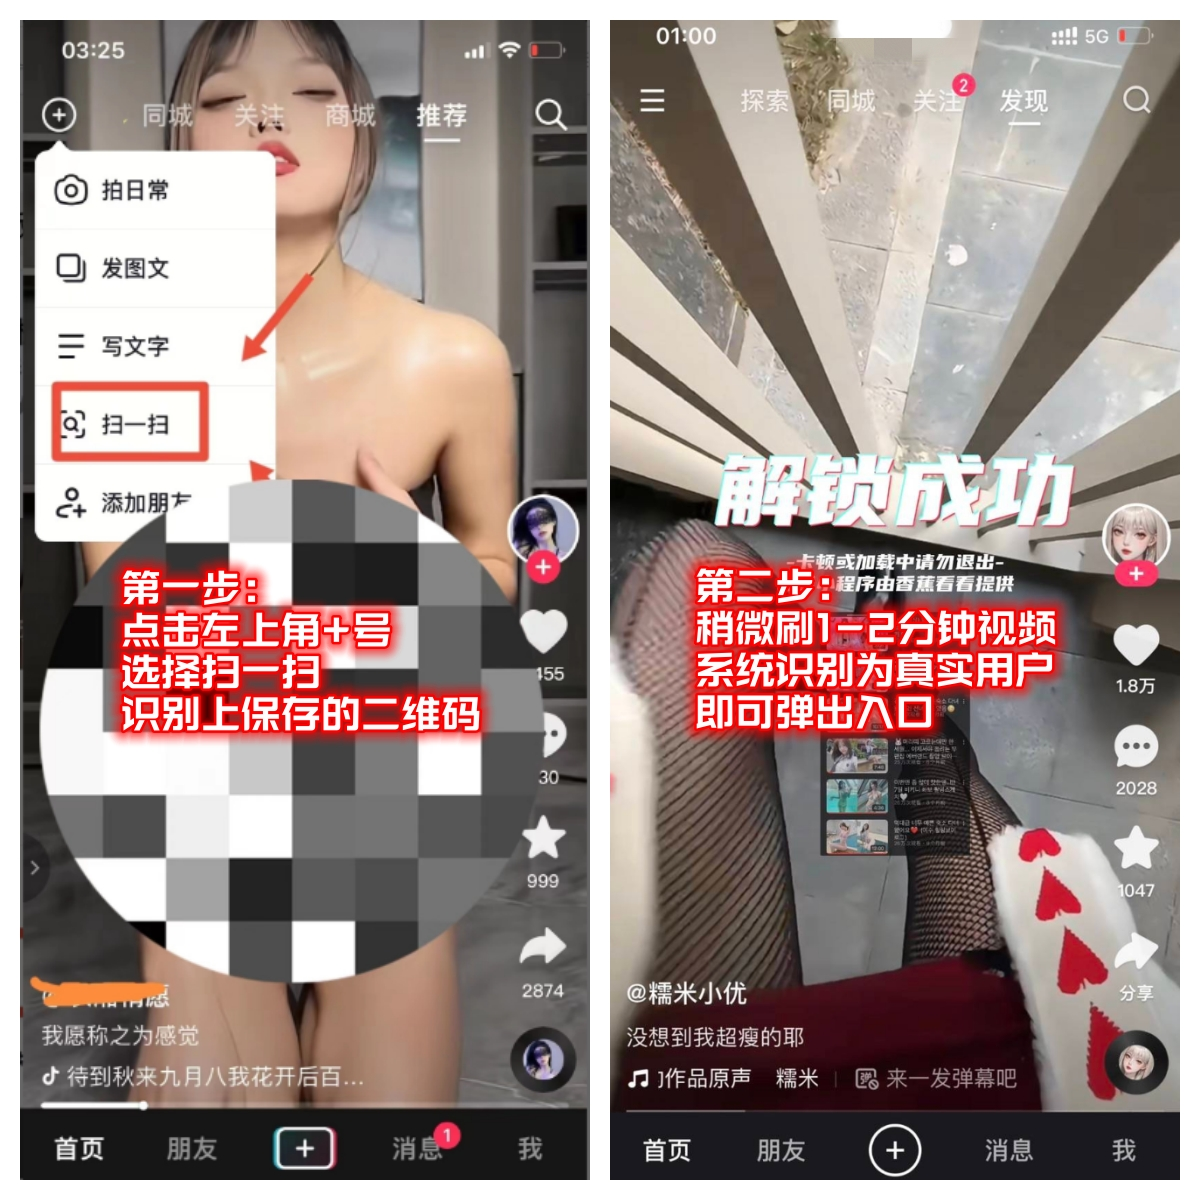 03:25
同城
关注
商城
推荐
拍日常
发图文
写文字
扫一扫
添加朋友
第一步：
点击左上角+号
选择扫一扫
识别上保存的二维码
455
30
999
2874
我愿称之为感觉
待到秋来九月八我花开后百...
首页
朋友
消息
1
我
01:00
5G
探索
同城
关注
2
发现
解锁成功
-卡顿或加载中请勿退出-
程序由香蕉看看提供
第二步：
稍微刷1-2分钟视频
系统识别为真实用户
即可弹出入口
1.8万
2028
1047
分享
@糯米小优
没想到我超瘦的耶
作品原声 糯米
来一发弹幕吧
首页
朋友
消息
我